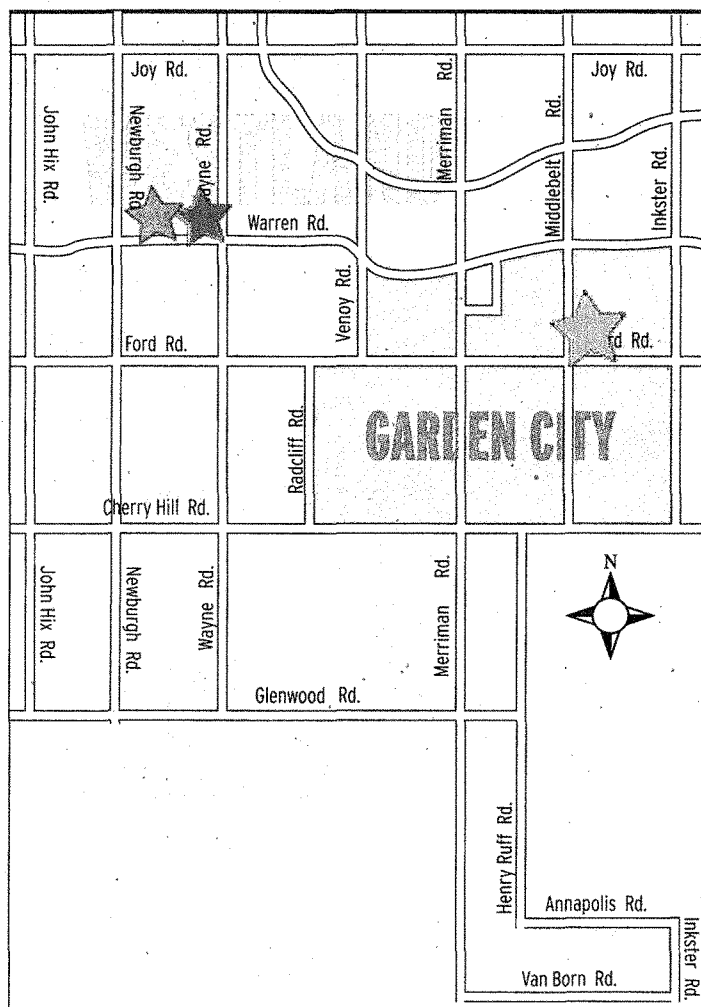 Joy Rd.
Joy Rd.
John Hix Rd.
Newburgh Rd.
Wayne Rd.
Merriman Rd.
Middlebelt Rd.
Inkster Rd.
Warren Rd.
Venoy Rd.
Ford Rd.
rd Rd.
Radcliff Rd.
GARDEN CITY
Cherry Hill Rd.
John Hix Rd.
Newburgh Rd.
Wayne Rd.
Merriman Rd.
N
Glenwood Rd.
Henry Ruff Rd.
Annapolis Rd.
Inkster Rd.
Van Born Rd.